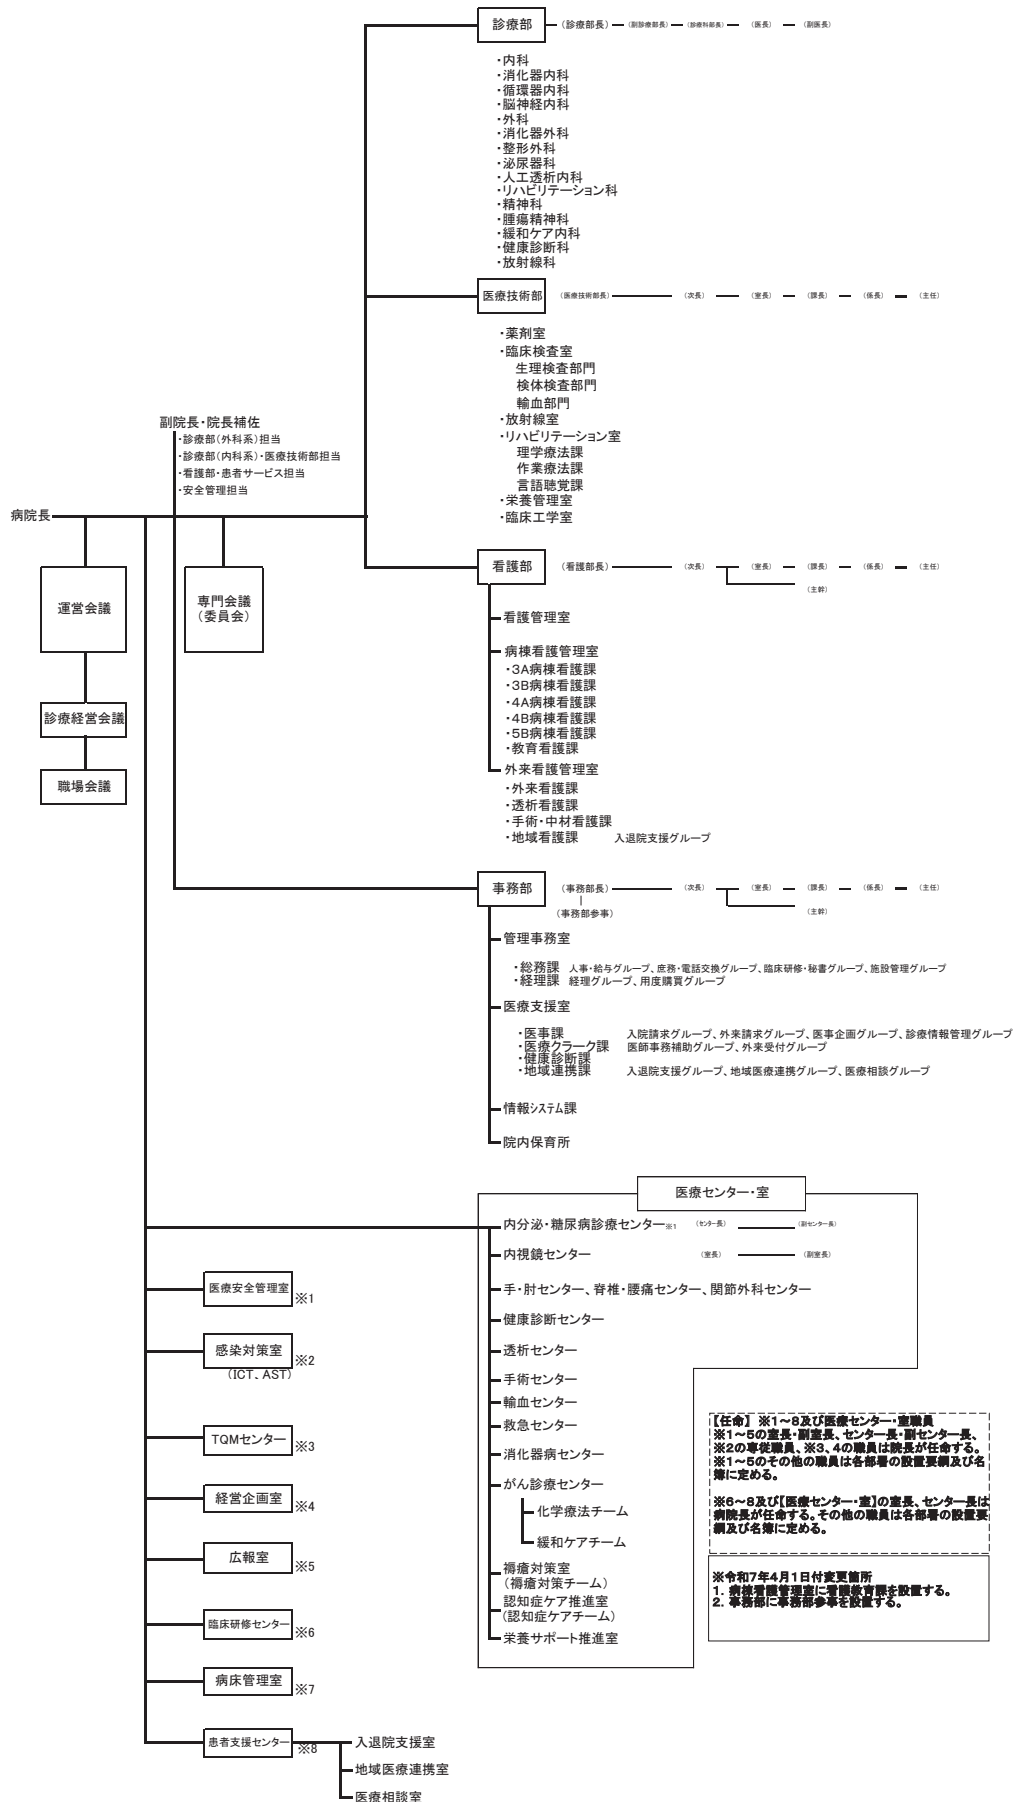 診療部 (診療部長) (副診療部長) (診療科部長) (医長) (副医長)
・内科
・消化器内科
・循環器内科
・脳神経内科
・外科
・消化器外科
・整形外科
・泌尿器科
・人工透析内科
・リハビリテーション科
・精神科
・腫瘍精神科
・緩和ケア内科
・健康診断科
・放射線科
医療技術部 (医療技術部長) (次長) (室長) (課長) (係長) (主任)
・薬剤室
・臨床検査室
生理検査部門
検体検査部門
輸血部門
・放射線室
・リハビリテーション室
理学療法課
作業療法課
言語聴覚課
・栄養管理室
・臨床工学室
副院長・院長補佐
・診療部(外科系)担当
・診療部(内科系)・医療技術部担当
・看護部・患者サービス担当
・安全管理担当
病院長
運営会議
専門会議
(委員会)
診療経営会議
職場会議
看護部 (看護部長) (次長) (室長) (課長) (係長) (主任)
(主幹)
看護管理室
病棟看護管理室
・3A病棟看護課
・3B病棟看護課
・4A病棟看護課
・4B病棟看護課
・5B病棟看護課
・教育看護課
外来看護管理室
・外来看護課
・透析看護課
・手術・中材看護課
・地域看護課 入退院支援グループ
事務部 (事務部長) (次長) (室長) (課長) (係長) (主任)
(事務部参事) (主幹)
管理事務室
・総務課 人事・給与グループ、庶務・電話交換グループ、臨床研修・秘書グループ、施設管理グループ
・経理課 経理グループ、用度購買グループ
医療支援室
・医事課 入院請求グループ、外来請求グループ、医事企画グループ、診療情報管理グループ
・医療クラーク課 医師事務補助グループ、外来受付グループ
・健康診断課
・地域連携課 入退院支援グループ、地域医療連携グループ、医療相談グループ
情報システム課
院内保育所
医療センター・室
内分泌・糖尿病診療センター※1 (センター長) (副センター長)
内視鏡センター (室長) (副室長)
手・肘センター、脊椎・腰痛センター、関節外科センター
健康診断センター
透析センター
手術センター
輸血センター
救急センター
消化器病センター
がん診療センター
化学療法チーム
緩和ケアチーム
褥瘡対策室
(褥瘡対策チーム)
認知症ケア推進室
(認知症ケアチーム)
栄養サポート推進室
医療安全管理室 ※1
感染対策室 ※2
(ICT、AST)
TQMセンター ※3
経営企画室 ※4
広報室 ※5
臨床研修センター ※6
病床管理室 ※7
患者支援センター ※8
入退院支援室
地域医療連携室
医療相談室
【任命】 ※1~8及び医療センター・室職員
※1~5の室長・副室長、センター長・副センター長、
※2の専従職員、※3、4の職員は院長が任命する。
※1~5のその他の職員は各部署の設置要綱及び名
簿に定める。
※6~8及び【医療センター・室】の室長、センター長は
病院長が任命する。その他の職員は各部署の設置要
綱及び名簿に定める。
※令和7年4月1日付変更箇所
1. 病棟看護管理室に看護教育課を設置する。
2. 事務部に事務部参事を設置する。